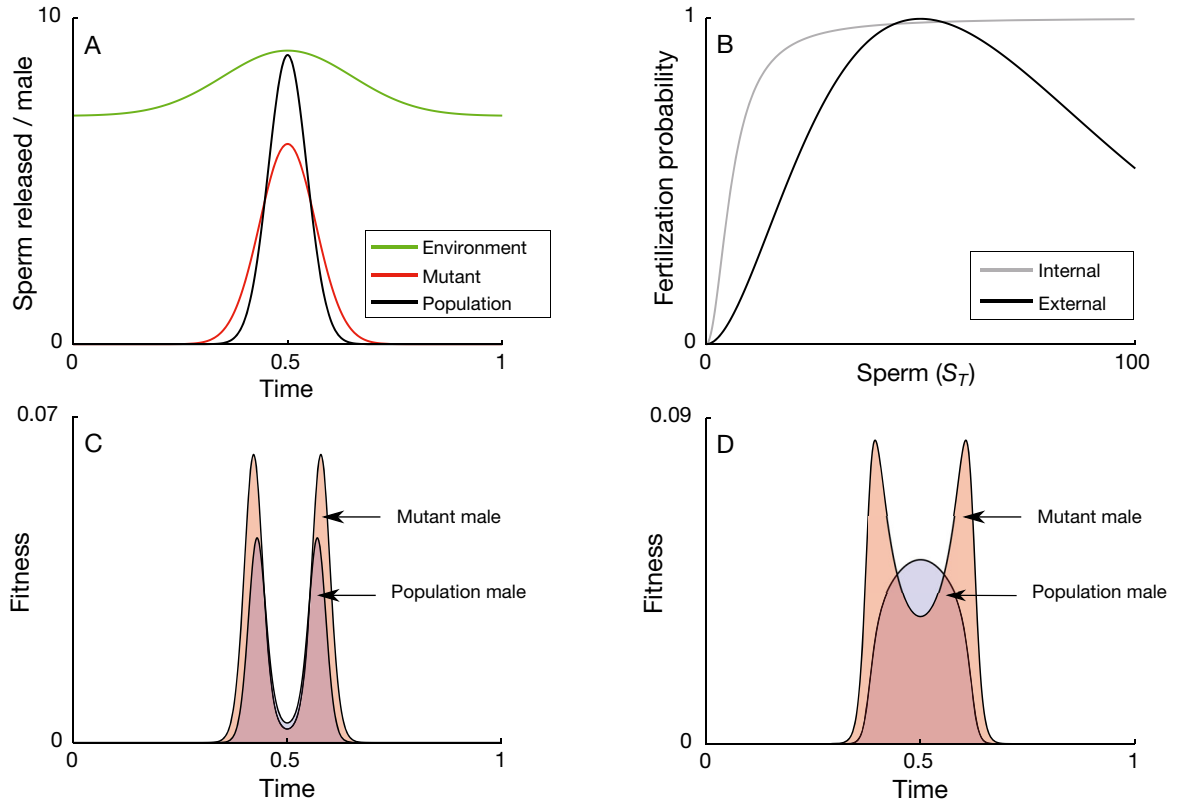 10
A
Sperm released / male
Environment
Mutant
Population
0
0
0.5
1
Time
1
B
Fertilization probability
Internal
External
0
0
Sperm (S_T)
100
0.07
C
Mutant male
Population male
Fitness
0
0
0.5
1
Time
0.09
D
Mutant male
Population male
Fitness
0
0
0.5
1
Time